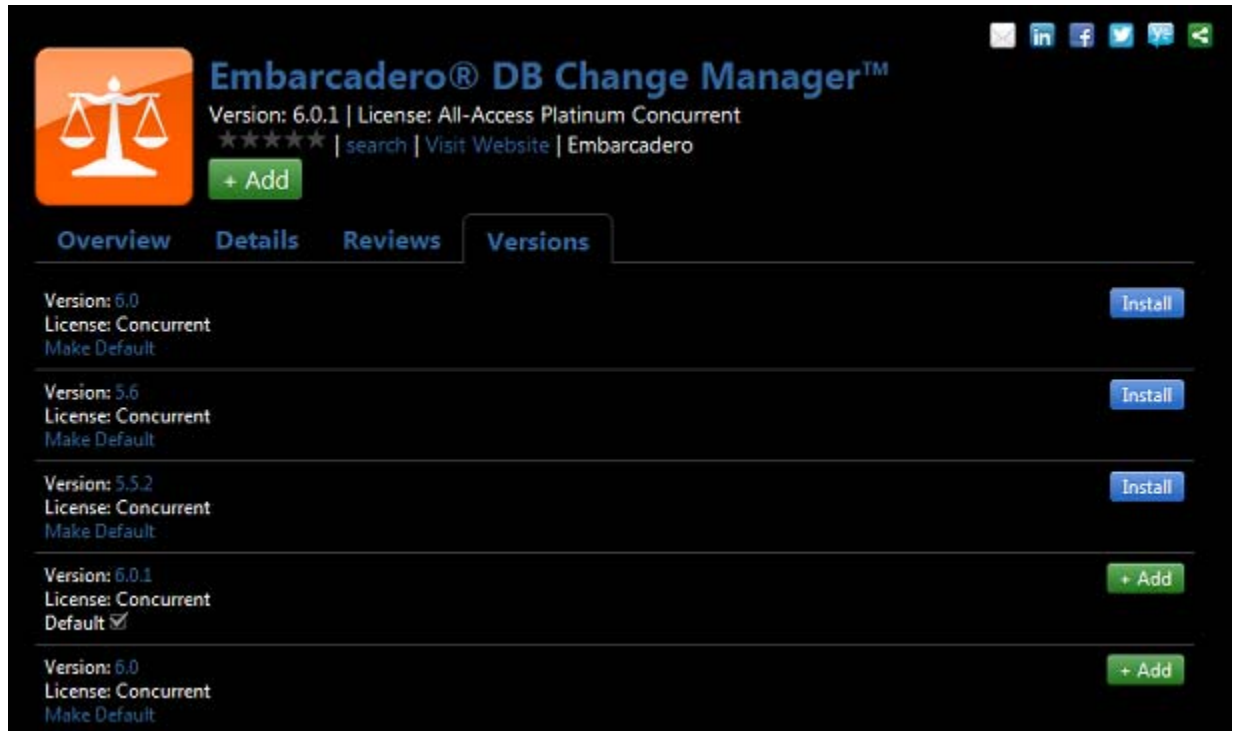 Embarcadero® DB Change Manager™
Version: 6.0.1 | License: All-Access Platinum Concurrent
| search | Visit Website | Embarcadero
+ Add
Overview Details Reviews Versions
Version: 6.0
License: Concurrent
Make Default
Install
Version: 5.6
License: Concurrent
Make Default
Install
Version: 5.5.2
License: Concurrent
Make Default
Install
Version: 6.0.1
License: Concurrent
Default
+ Add
Version: 6.0
License: Concurrent
Make Default
+ Add